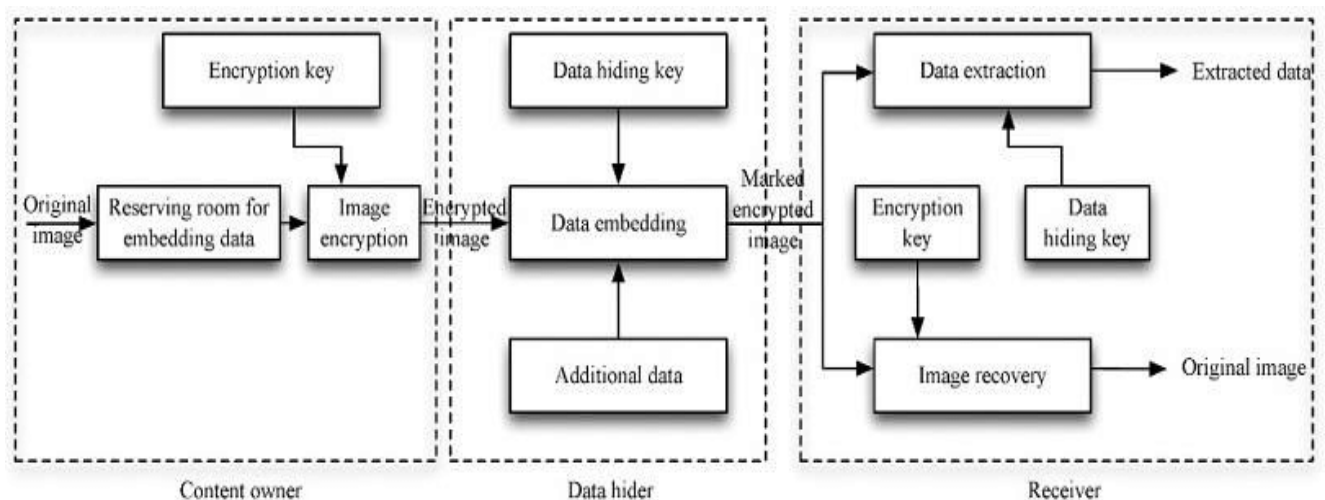 Encryption key
Original
image
Reserving room for
embedding data
Image
encryption
Encrypted
image
Content owner
Data hiding key
Data embedding
Additional data
Data hider
Marked
encrypted
image
Data extraction
Extracted data
Encryption
key
Data
hiding key
Image recovery
Original image
Receiver